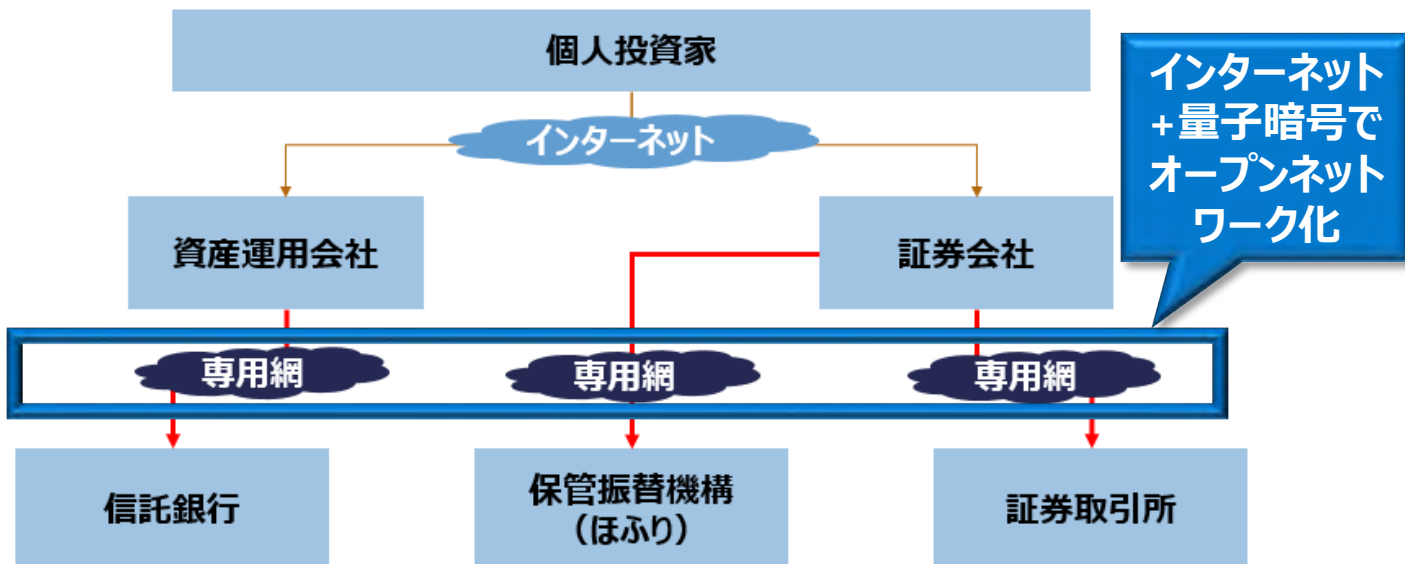 個人投資家
インターネット
+量子暗号で
オープンネット
ワーク化
インターネット
資産運用会社
証券会社
専用網
専用網
専用網
信託銀行
保管振替機構
（ほふり）
証券取引所